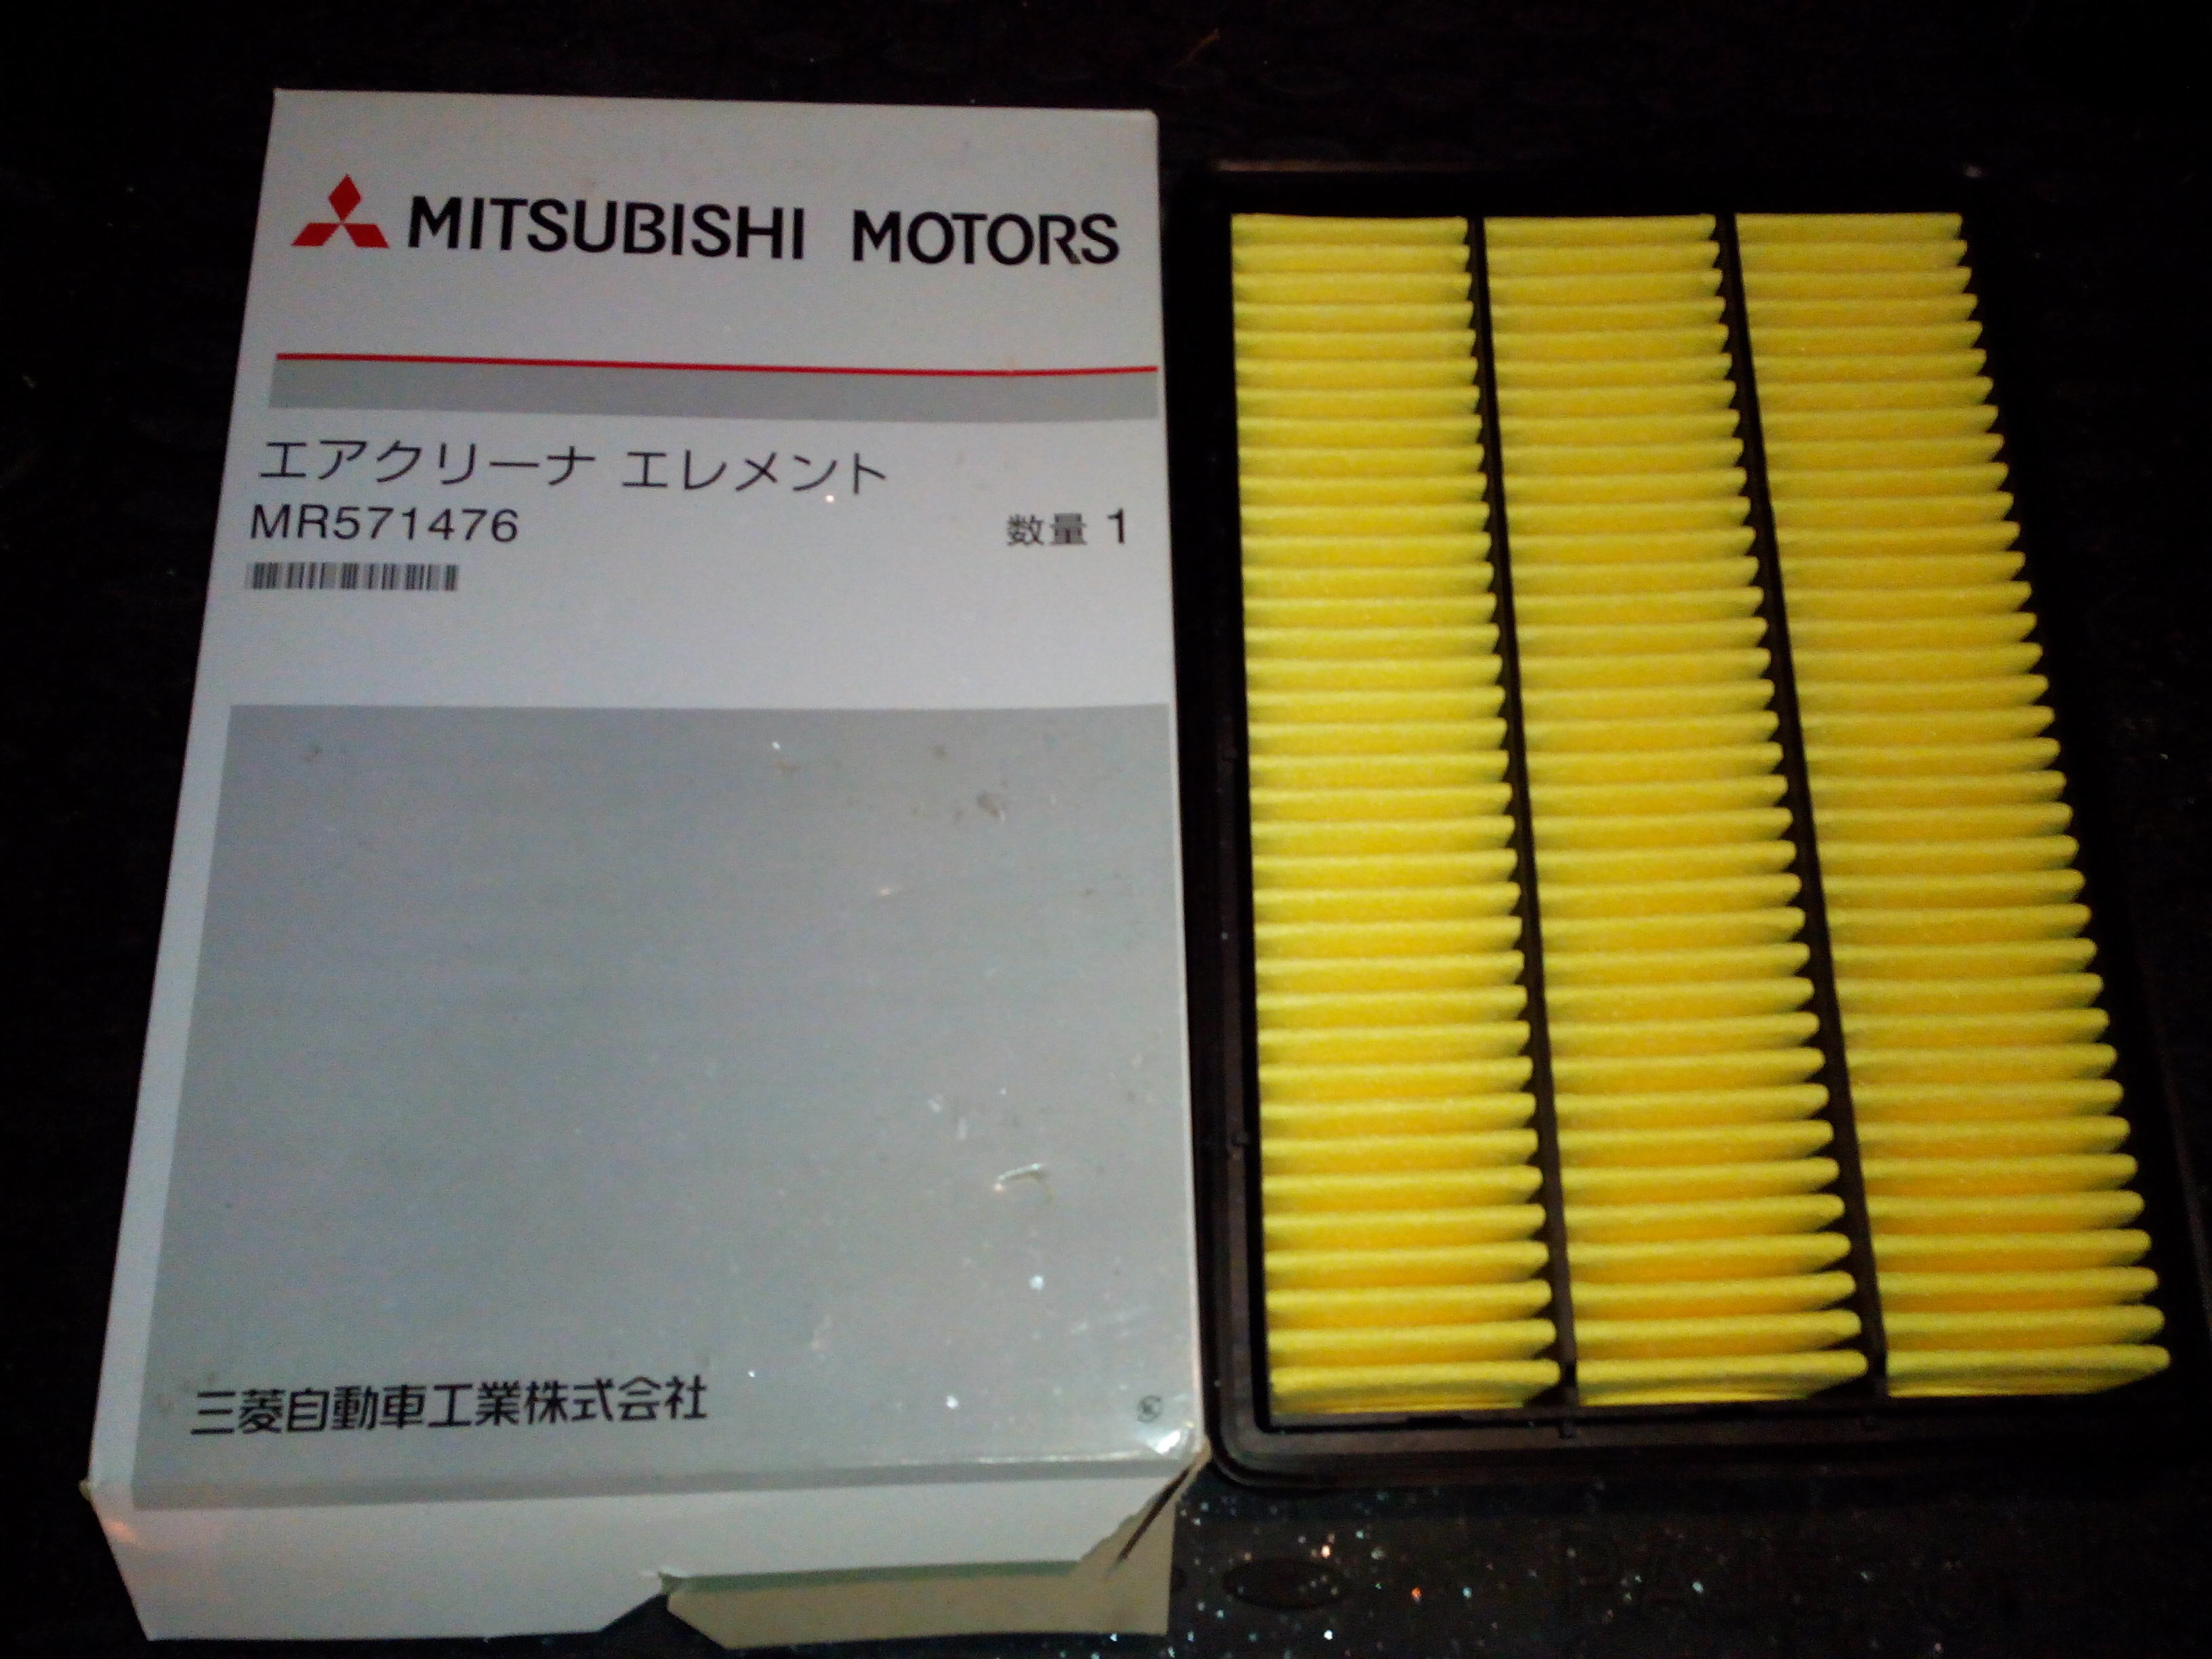 MITSUBISHI MOTORS
エアクリーナ エレメント
MR571476 数量 1
三菱自動車工業株式会社